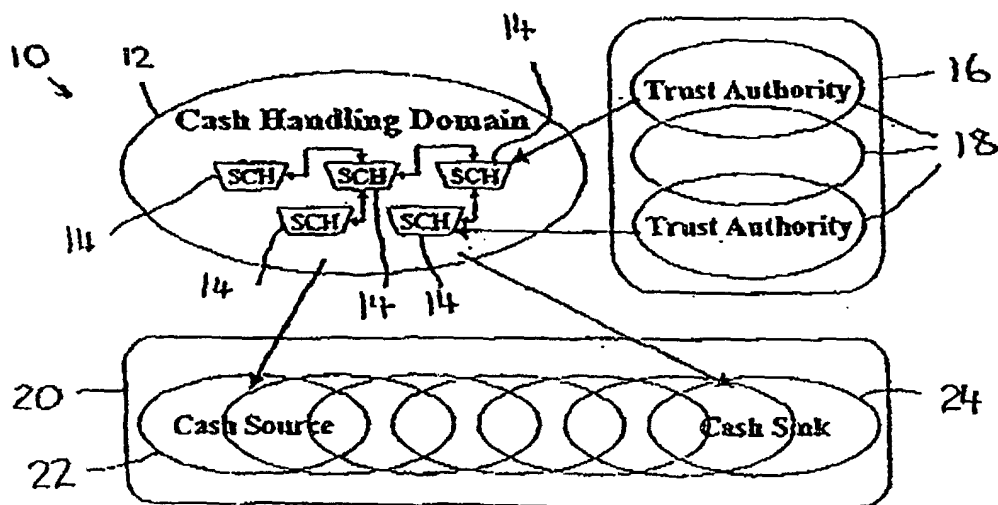 10
12
14
16
Trust Authority
Cash Handling Domain
18
SCH SCH SCH
Trust Authority
14
SCH SCH
14
14
14
20
24
Cash Source
Cash Sink
22